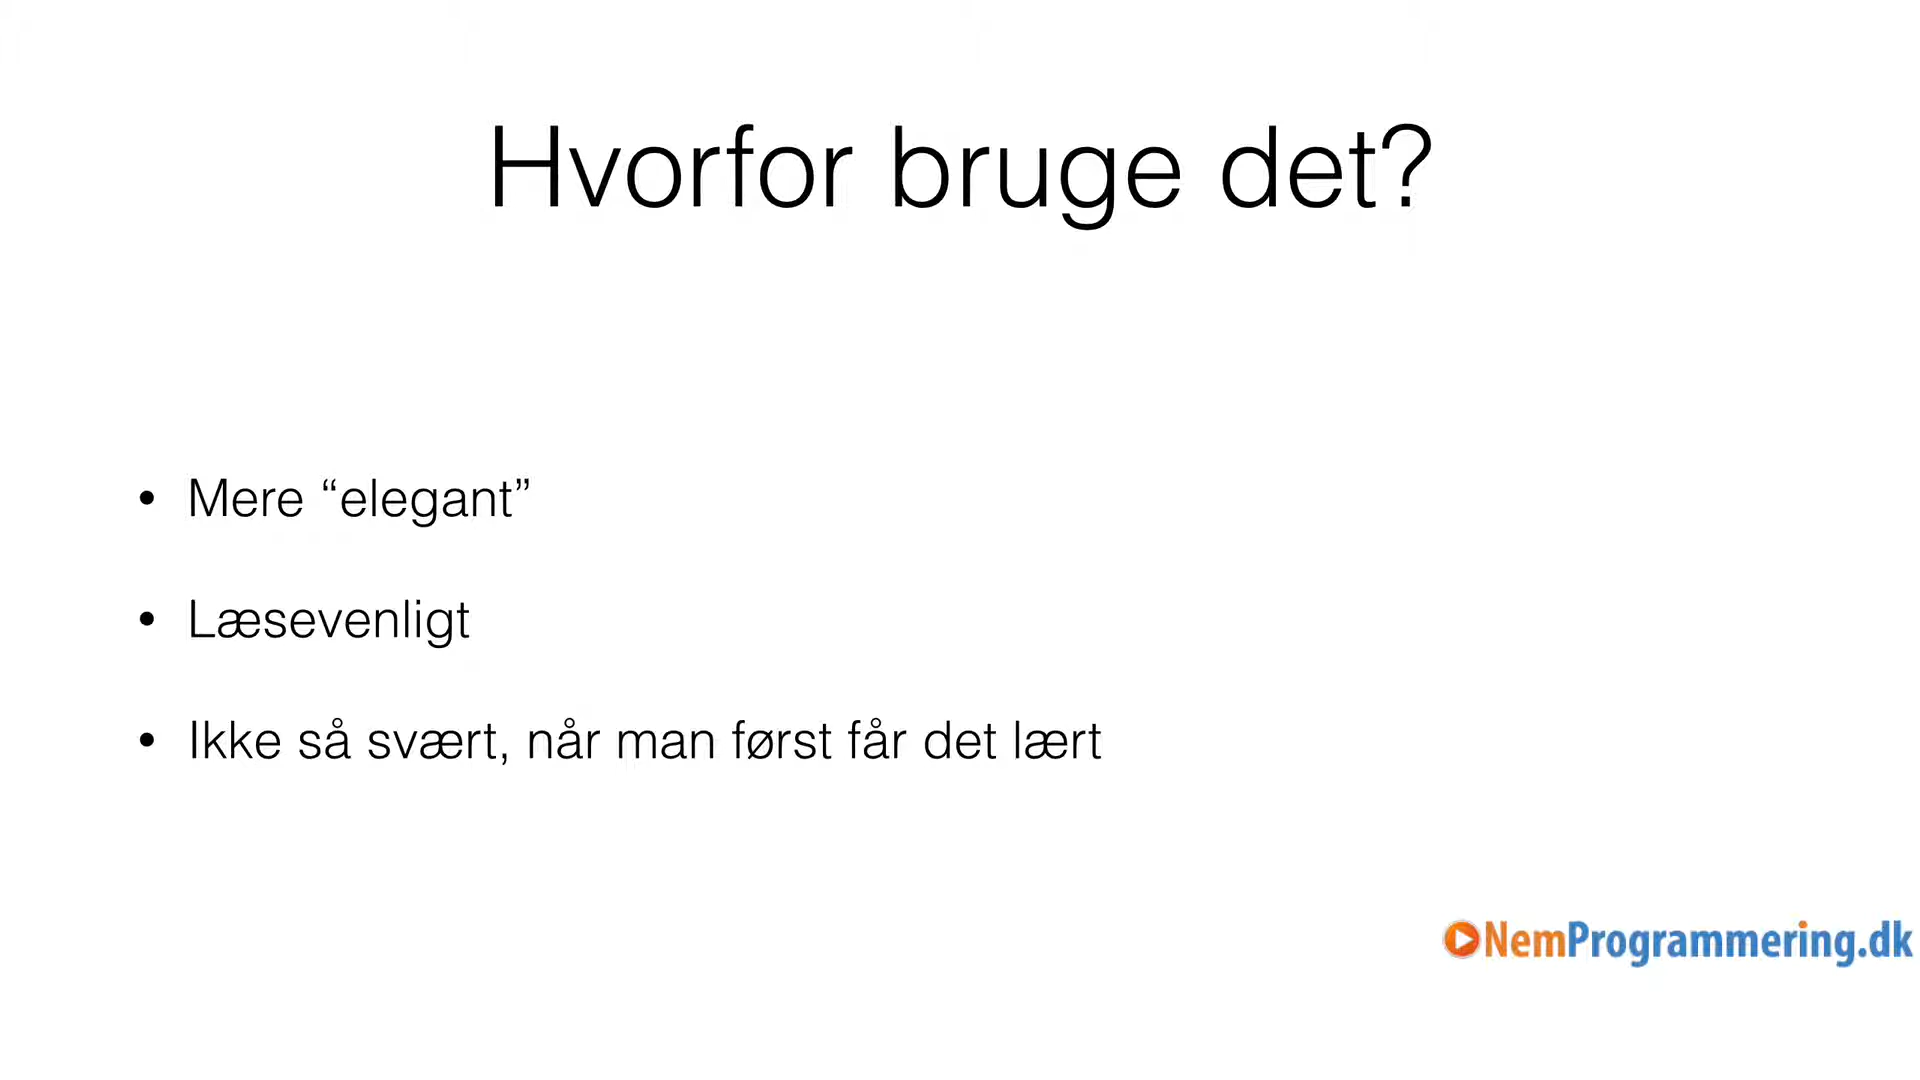 Hvorfor bruge det?
• Mere “elegant”
• Læsevenligt
• Ikke så svært, når man først får det lært
NemProgrammering.dk